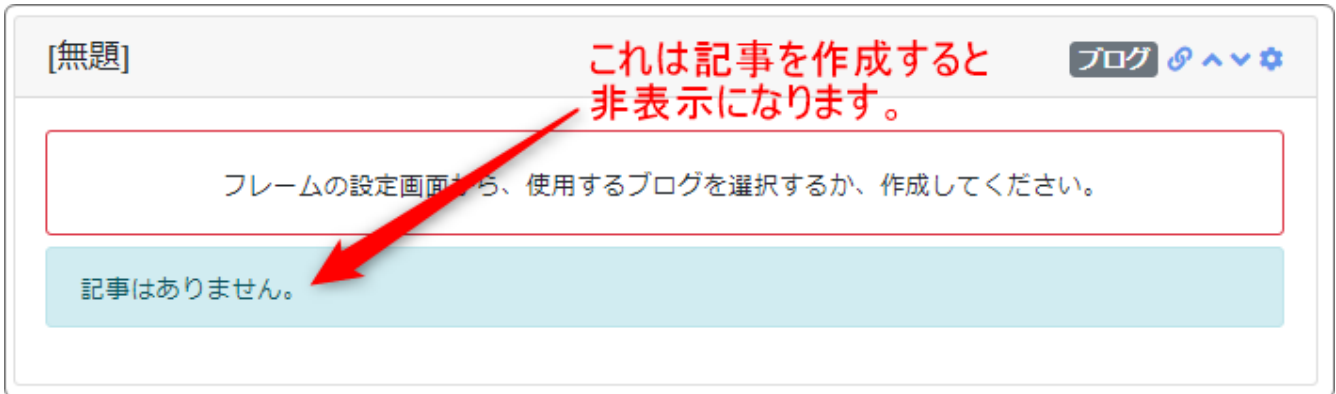 [無題]
これは記事を作成すると
非表示になります。
ブログ
フレームの設定画面から、使用するブログを選択するか、作成してください。
記事はありません。